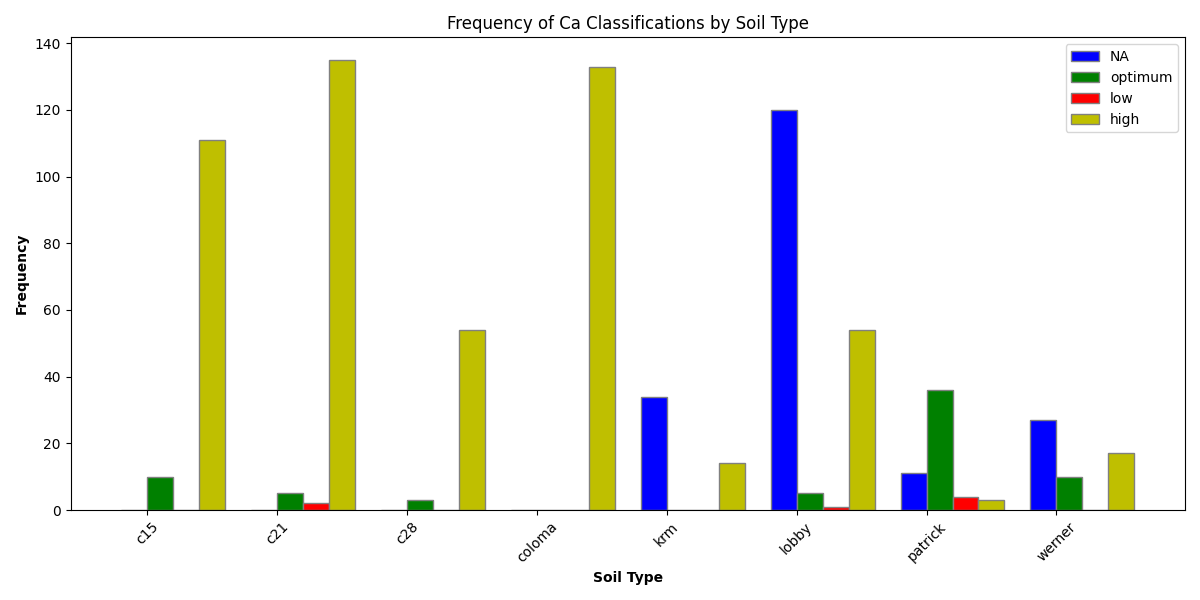 Frequency of Ca Classifications by Soil Type
140
120
100
80
60
40
20
0
Frequency
NA
optimum
low
high
c15
c21
c28
coloma
krm
lobby
patrick
werner
Soil Type